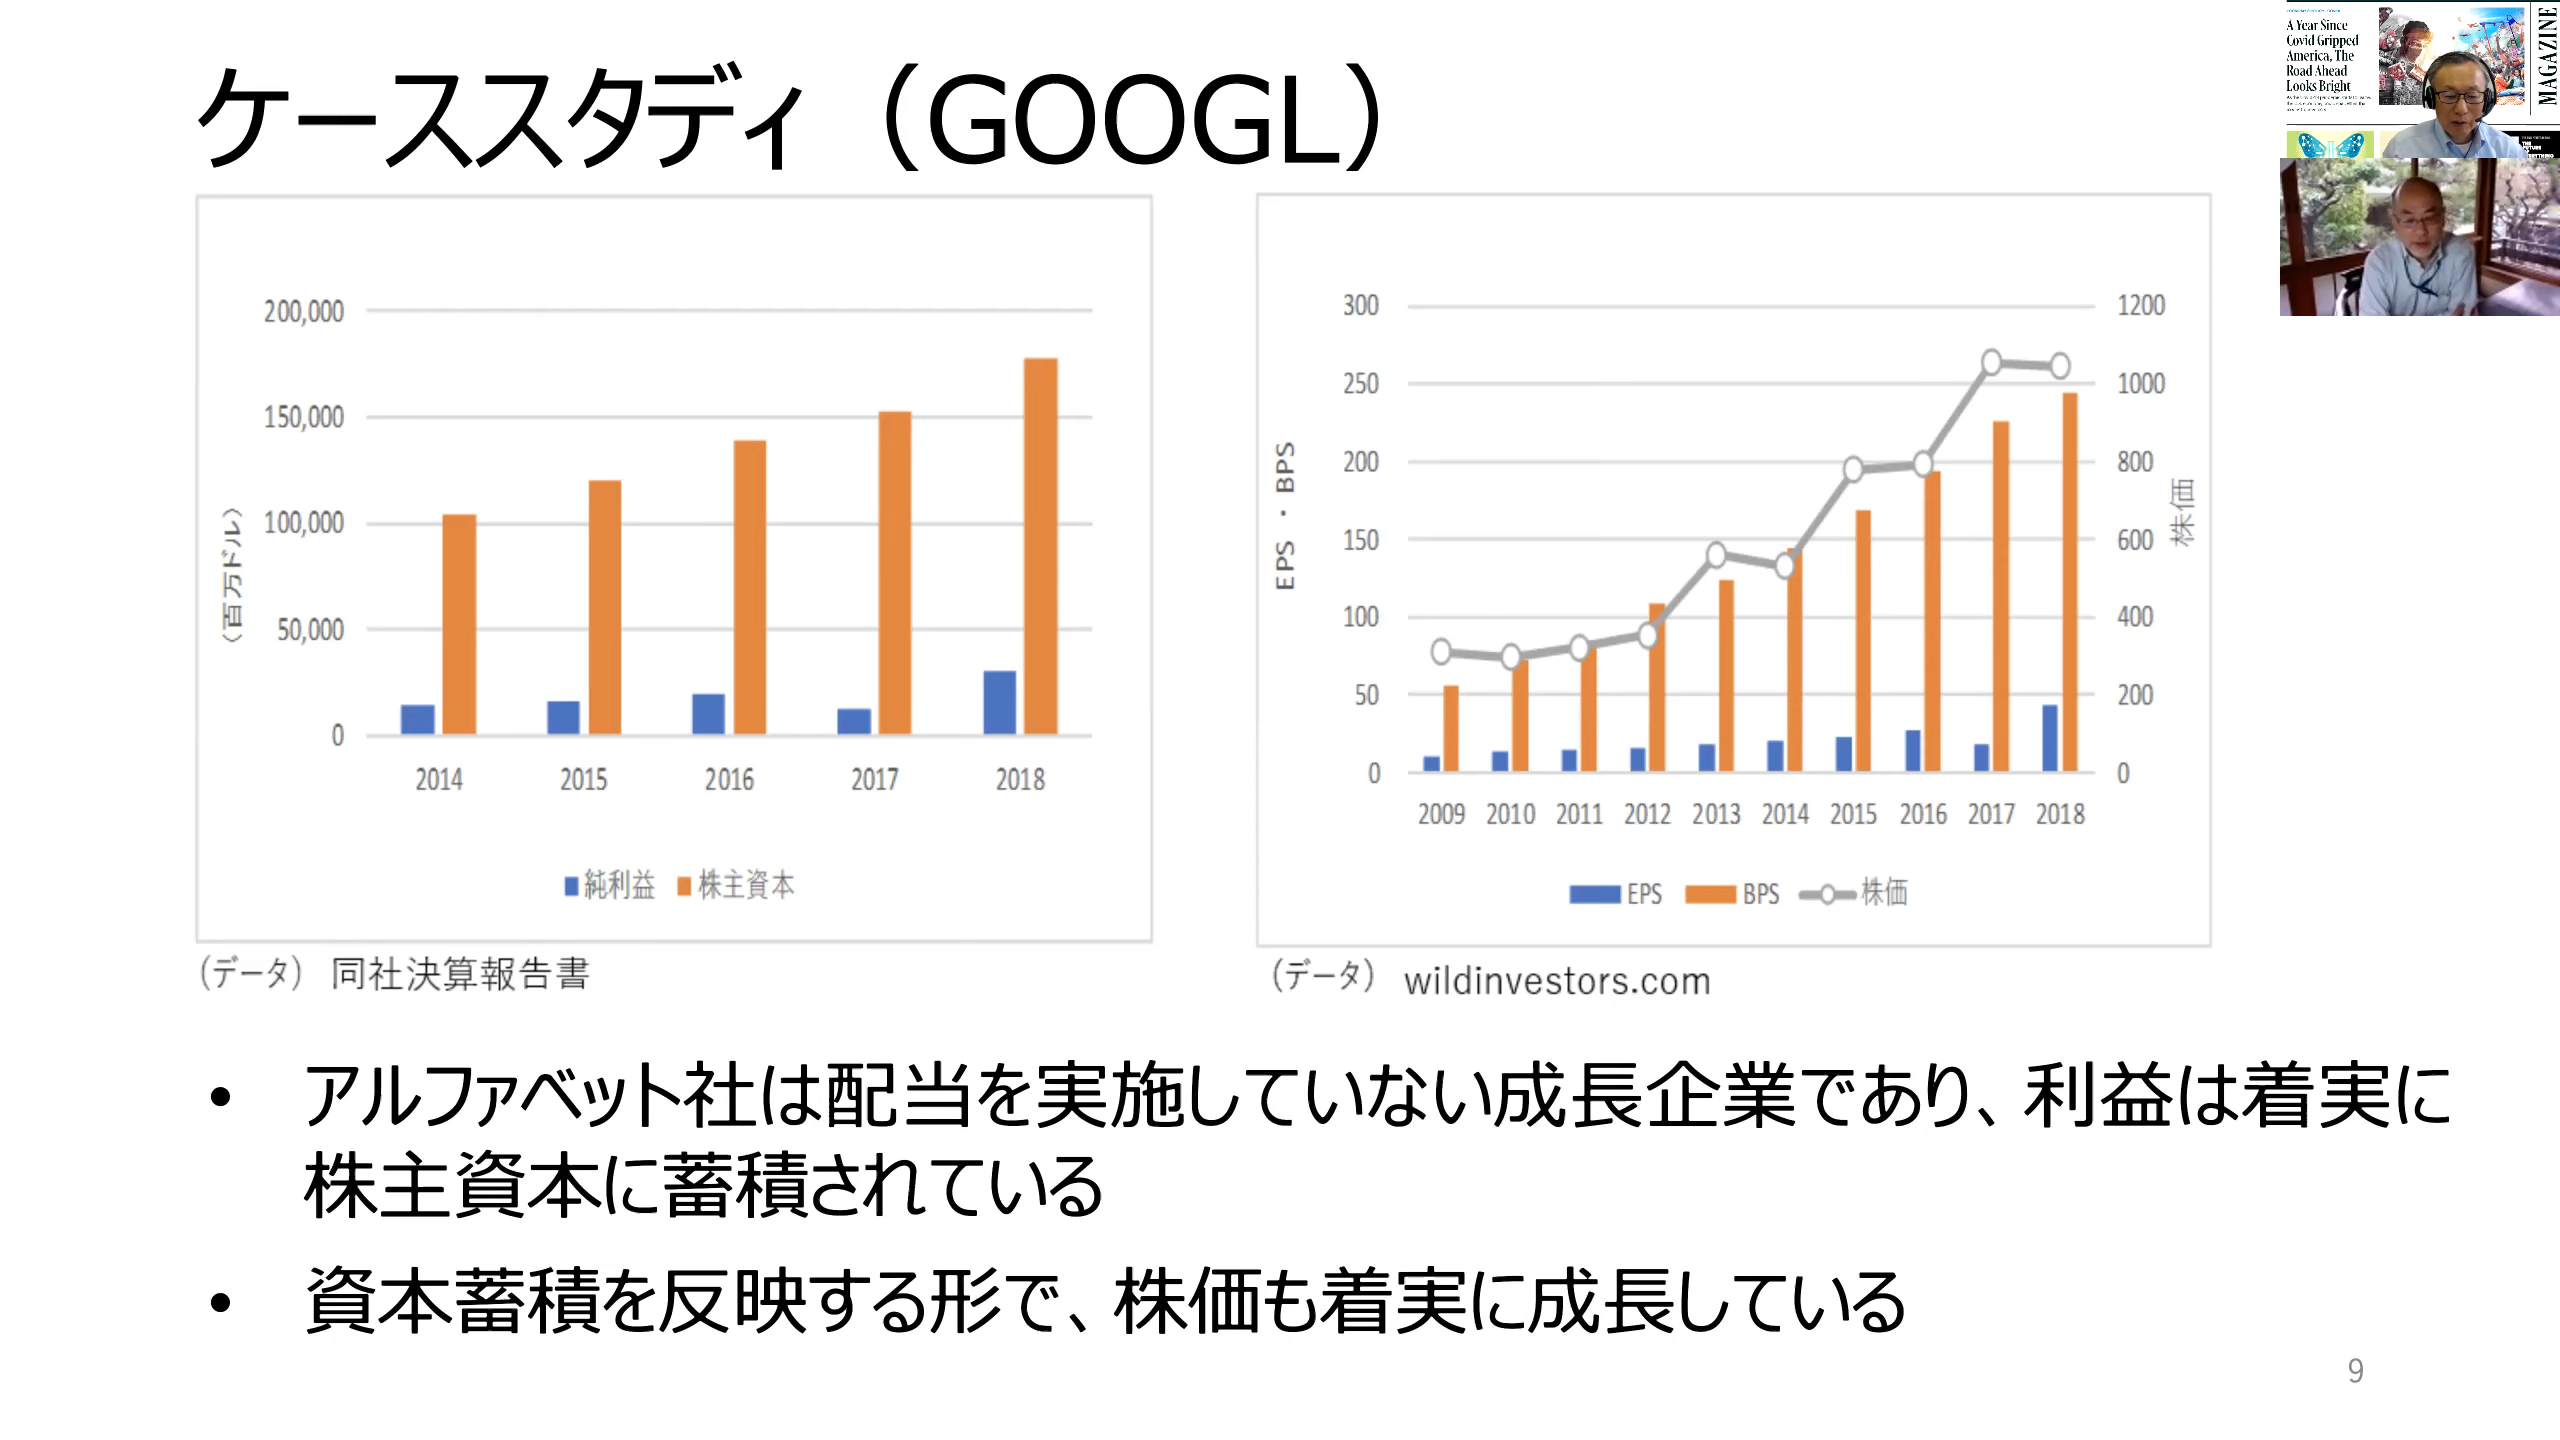 ケーススタディ（GOOGL）
A Year Since
Covid Gripped
America, The
Road Ahead
Looks Bright
MAGAZINE
（百万ドル）
200,000
150,000
100,000
50,000
0
2014 2015 2016 2017 2018
純利益 株主資本
（データ） 同社決算報告書
EPS ・ BPS
300
250
200
150
100
50
0
1200
1000
800
600
400
200
0
株価
2009 2010 2011 2012 2013 2014 2015 2016 2017 2018
EPS BPS 株価
（データ） wildinvestors.com
• アルファベット社は配当を実施していない成長企業であり、利益は着実に
株主資本に蓄積されている
• 資本蓄積を反映する形で、株価も着実に成長している
9